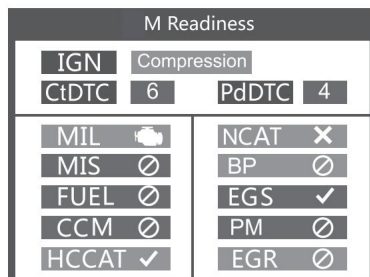 M Readiness
IGN Compression
CtDTC 6 PdDTC 4
MIL
MIS
FUEL
CCM
HCCAT
NCAT
BP
EGS
PM
EGR